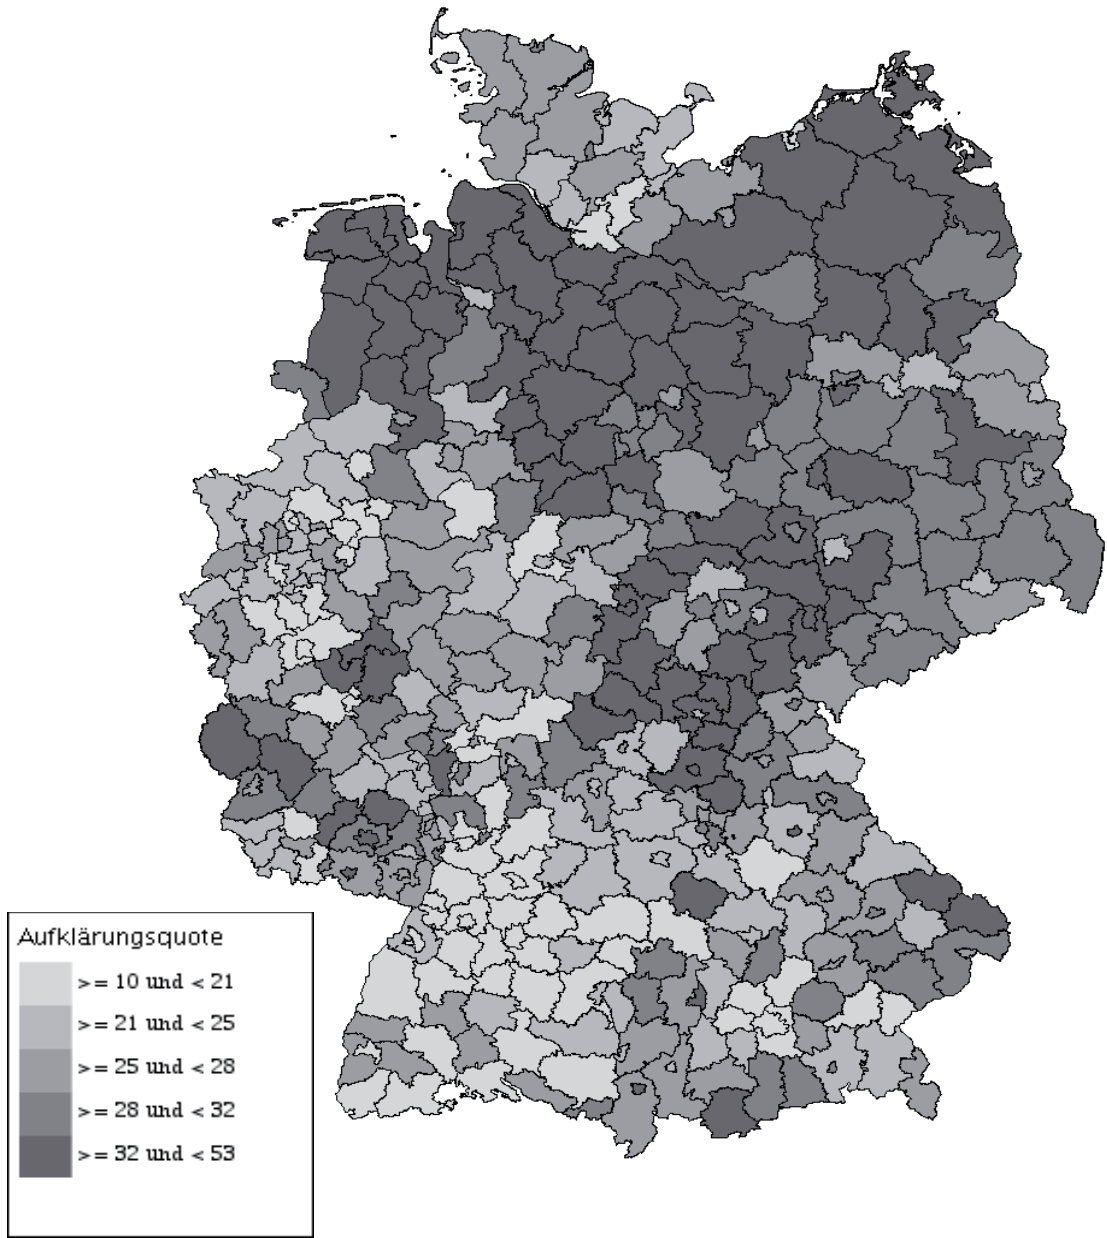 Aufklärungsquote
>= 10 und < 21
>= 21 und < 25
>= 25 und < 28
>= 28 und < 32
>= 32 und < 53